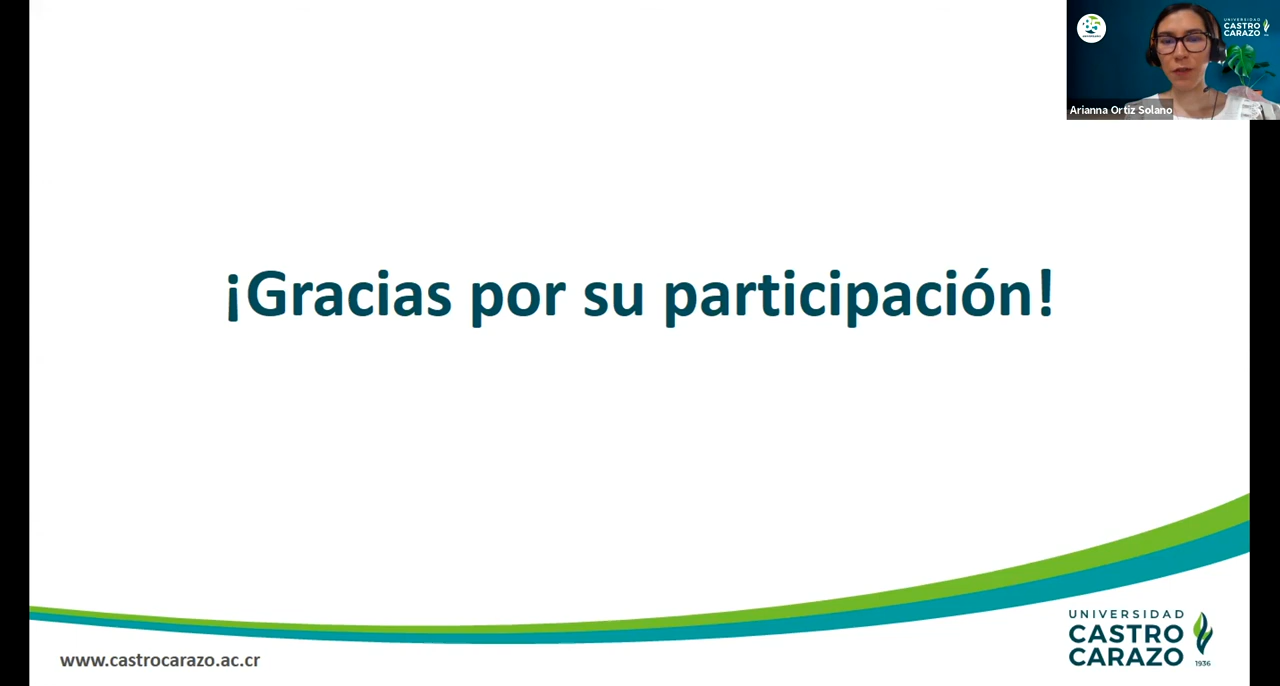 UNIVERSIDAD
CASTRO
CARAZO
Arianna Ortiz Solano
¡Gracias por su participación!
www.castrocarazo.ac.cr
UNIVERSIDAD
CASTRO
CARAZO
1936